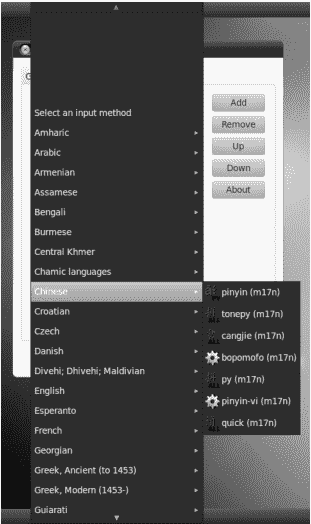 Select an input method
Amharic
Arabic
Armenian
Assamese
Bengali
Burmese
Central Khmer
Chamic languages
Chinese
Croatian
Czech
Danish
Divehi; Dhivehi; Maldivian
English
Esperanto
French
Georgian
Greek, Ancient (to 1453)
Greek, Modern (1453-)
Gujarati
Add
Remove
Up
Down
About
pinyin (m17n)
tonepy (m17n)
cangjie (m17n)
bopomofo (m17n)
py (m17n)
pinyin-vi (m17n)
quick (m17n)